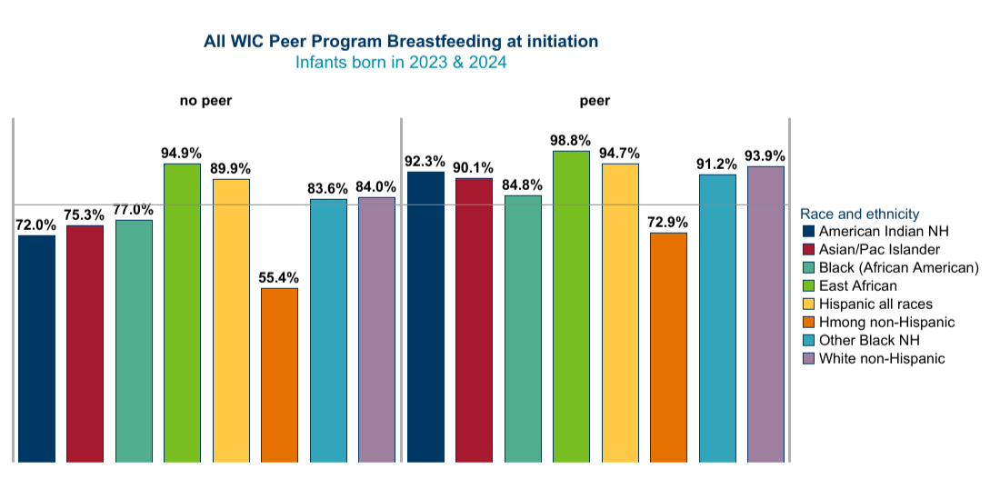 All WIC Peer Program Breastfeeding at initiation
Infants born in 2023 & 2024
no peer
peer
72.0%
75.3%
77.0%
94.9%
89.9%
55.4%
83.6%
84.0%
92.3%
90.1%
84.8%
98.8%
94.7%
72.9%
91.2%
93.9%
Race and ethnicity
American Indian NH
Asian/Pac Islander
Black (African American)
East African
Hispanic all races
Hmong non-Hispanic
Other Black NH
White non-Hispanic